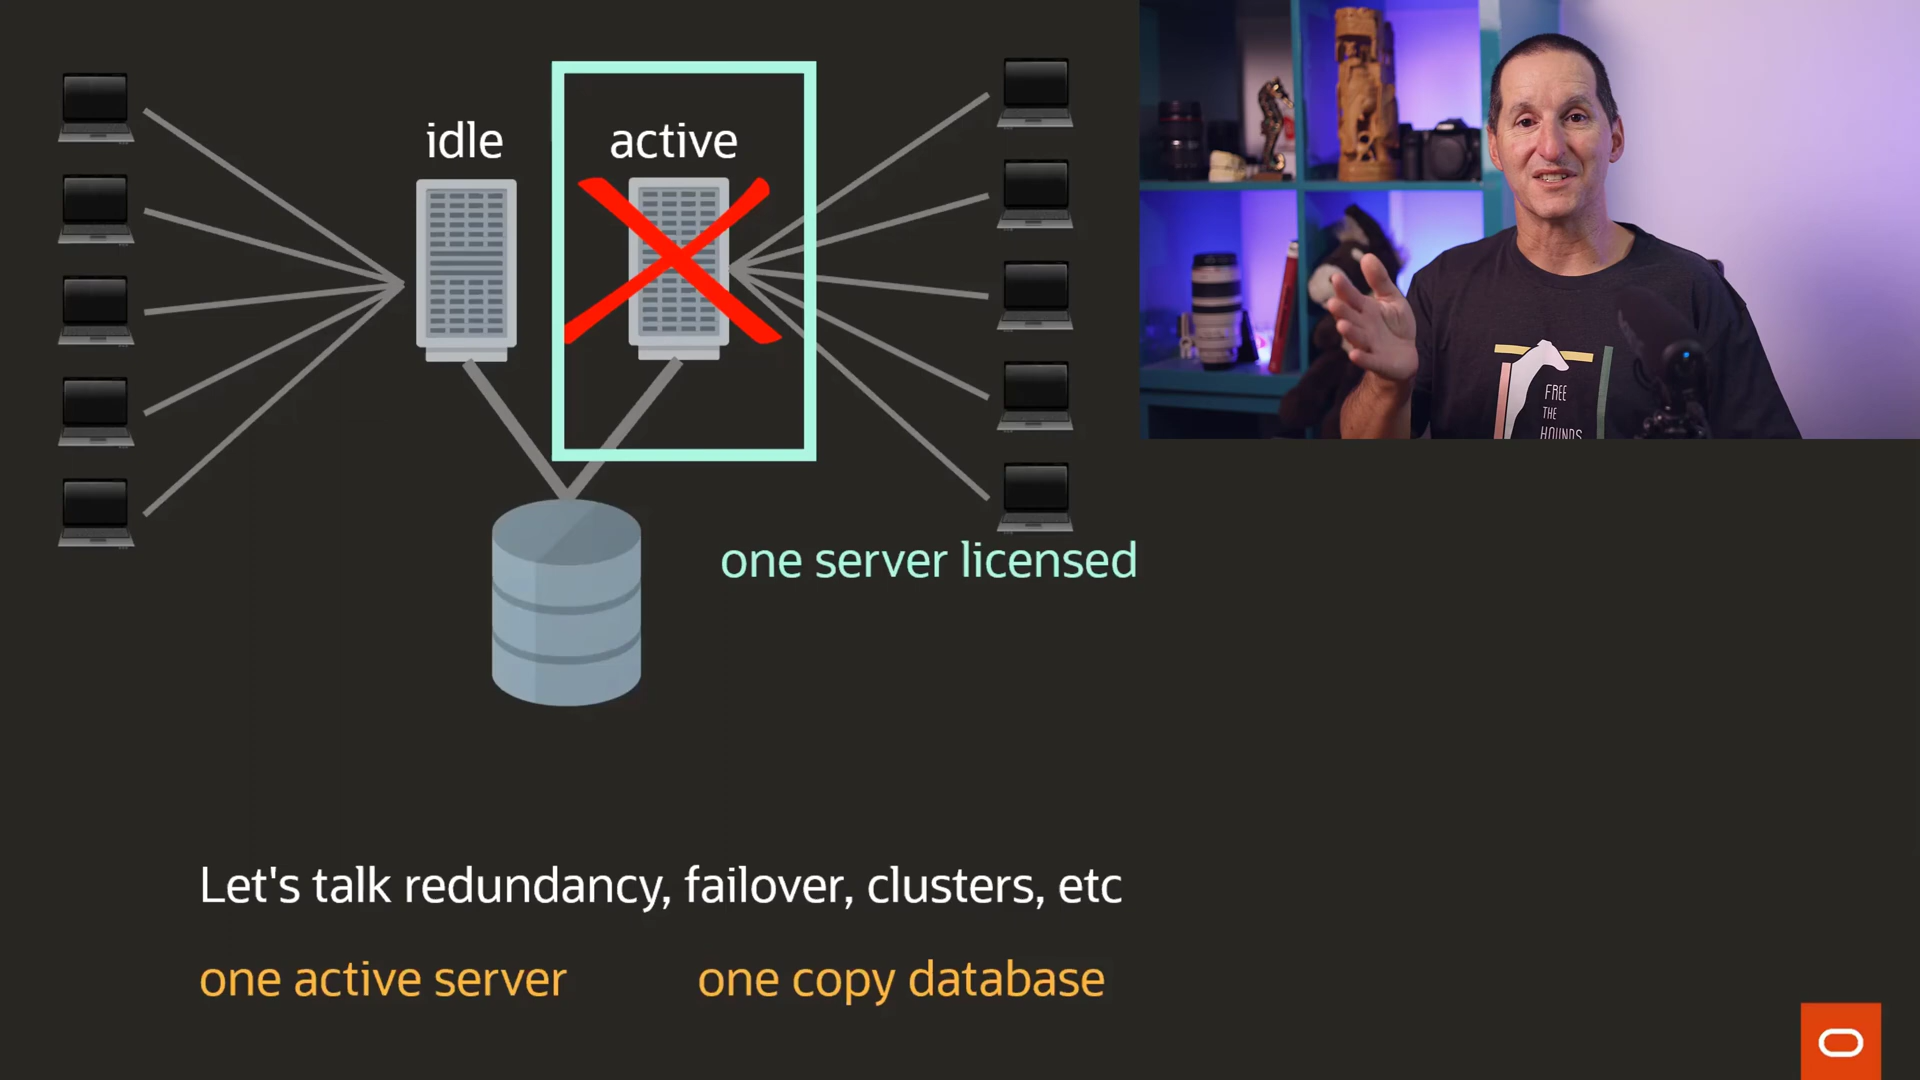 idle
active
one server licensed
Let's talk redundancy, failover, clusters, etc
one active server
one copy database
FREE
THE
HOUNDS